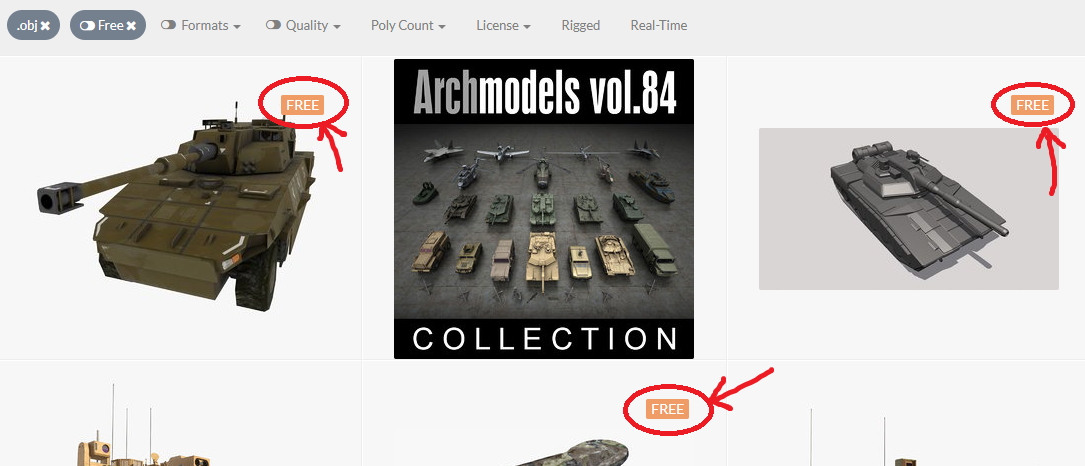 .obj ✖ Free ✖ Formats Quality Poly Count License Rigged Real-Time
FREE
Archmodels vol.84
COLLECTION
FREE
FREE